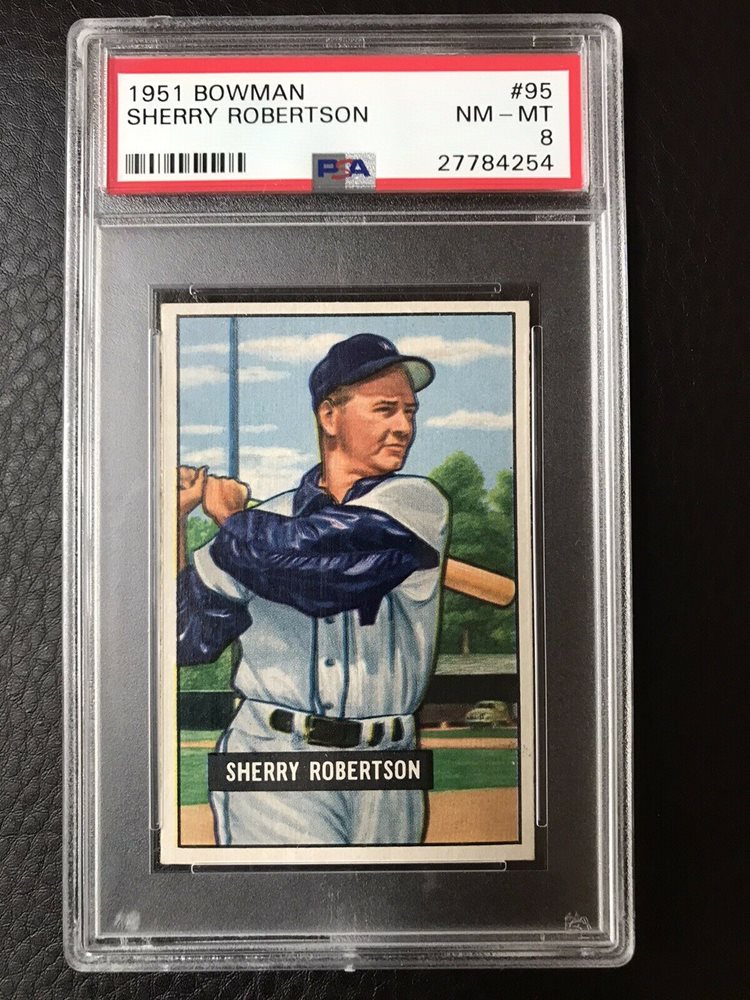 1951 BOWMAN #95
SHERRY ROBERTSON NM – MT
8
PSA 27784254
SHERRY ROBERTSON